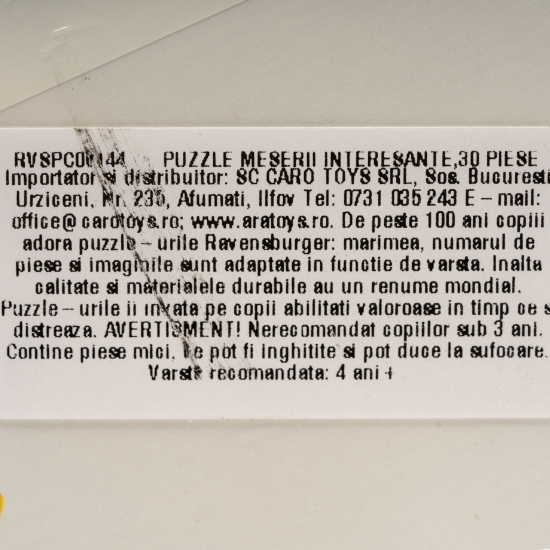 PUZZLE MESERII INTERESANTE,30 PIESE
Importator si distribuitor: SC CARO TOYS SRL, Sos. Bucuresti
Urziceni, Nr. 235, Afumati, Ilfov Tel: 0731 035 243 E - mail:
office@carotoys.ro; www.aratoys.ro. De peste 100 ani copiii
adora puzzle - urile Ravensburger: marimea, numarul de
piese si imaginile sunt adaptate in functie de varsta. Inalta
calitate si materialele durabile au un renume mondial.
Puzzle - urile ii invata pe copii abilitati valoroase in timp ce s
distreaza. AVERTISMENT! Nerecomandat copiilor sub 3 ani.
Contine piese mici. Le pot fi inghitite si pot duce la sufocare.
Varsta recomandata: 4 ani +